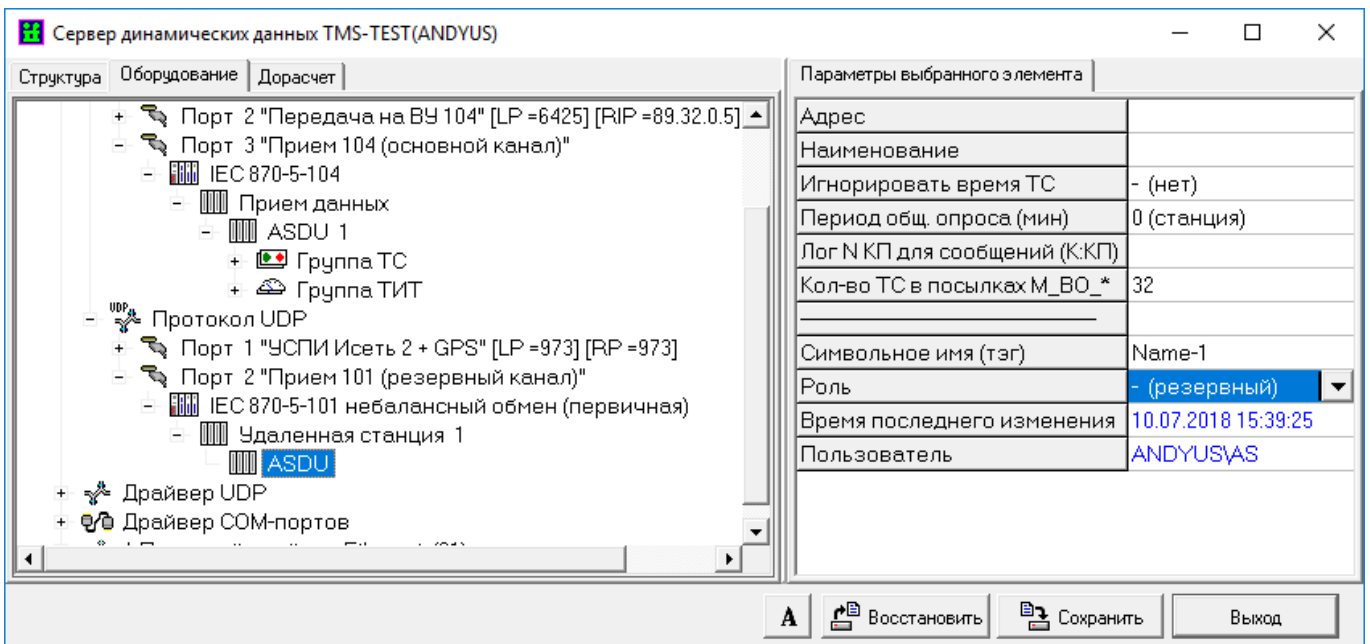 Сервер динамических данных TMS-TEST(ANDYUS)
Структура Оборудование Дорасчет
Порт 2 "Передача на ВУ 104" [LP =6425] [RIP =89.32.0.5]
Порт 3 "Прием 104 (основной канал)"
IEC 870-5-104
Прием данных
ASDU 1
Группа ТС
Группа ТИТ
UDP
Протокол UDP
Порт 1 "УСПИ Исеть 2 + GPS" [LP =973] [RP =973]
Порт 2 "Прием 101 (резервный канал)"
IEC 870-5-101 небалансный обмен (первичная)
Удаленная станция 1
ASDU
Драйвер UDP
Драйвер COM-портов
Параметры выбранного элемента
Адрес
Наименование
Игнорировать время ТС - (нет)
Период общ. опроса (мин) 0 (станция)
Лог N КП для сообщений (К:КП)
Кол-во ТС в посылках M_BO_* 32
Символьное имя (тэг) Name-1
Роль - (резервный)
Время последнего изменения 10.07.2018 15:39:25
Пользователь ANDYUS\AS
A Восстановить Сохранить Выход